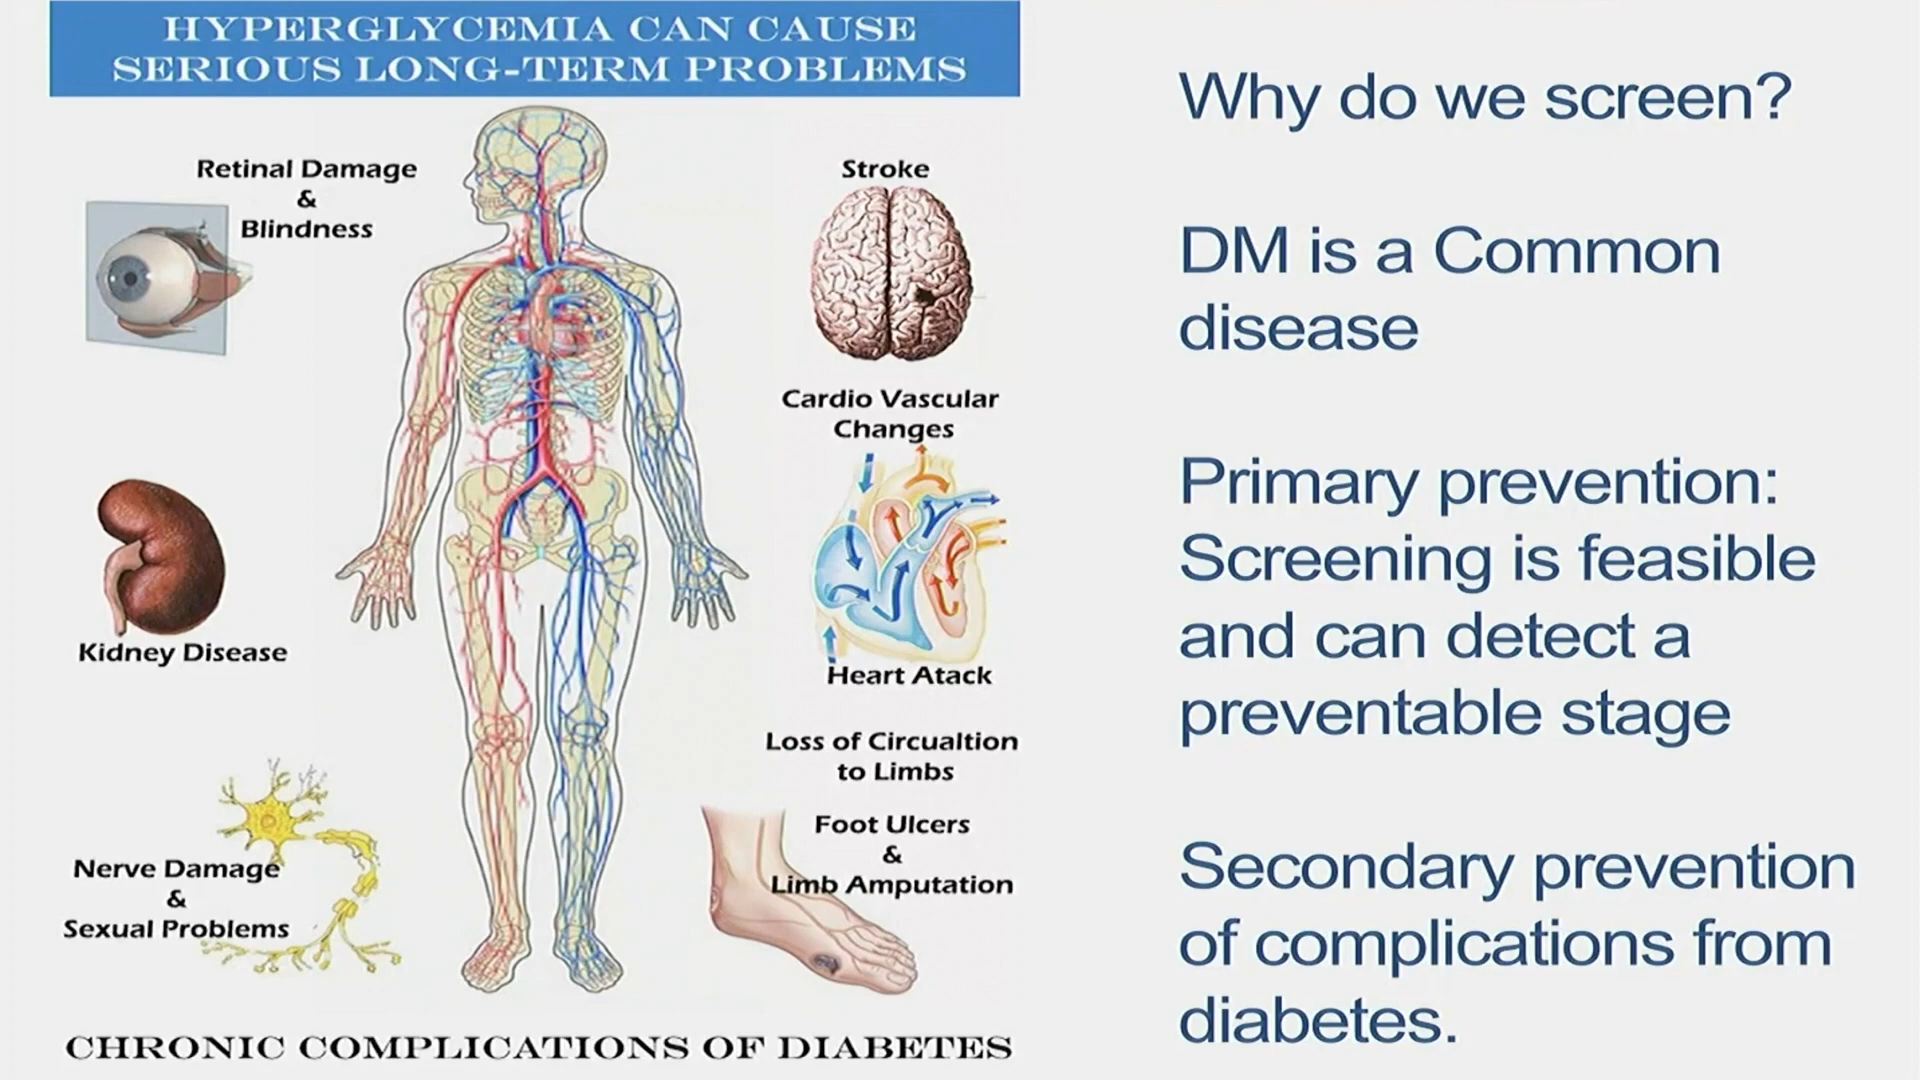 HYPERGLYCEMIA CAN CAUSE
SERIOUS LONG-TERM PROBLEMS
Retinal Damage
&
Blindness
Stroke
Cardio Vascular
Changes
Kidney Disease
Heart Atack
Loss of Circualtion
to Limbs
Foot Ulcers
&
Limb Amputation
Nerve Damage
&
Sexual Problems
CHRONIC COMPLICATIONS OF DIABETES
Why do we screen?
DM is a Common
disease
Primary prevention:
Screening is feasible
and can detect a
preventable stage
Secondary prevention
of complications from
diabetes.